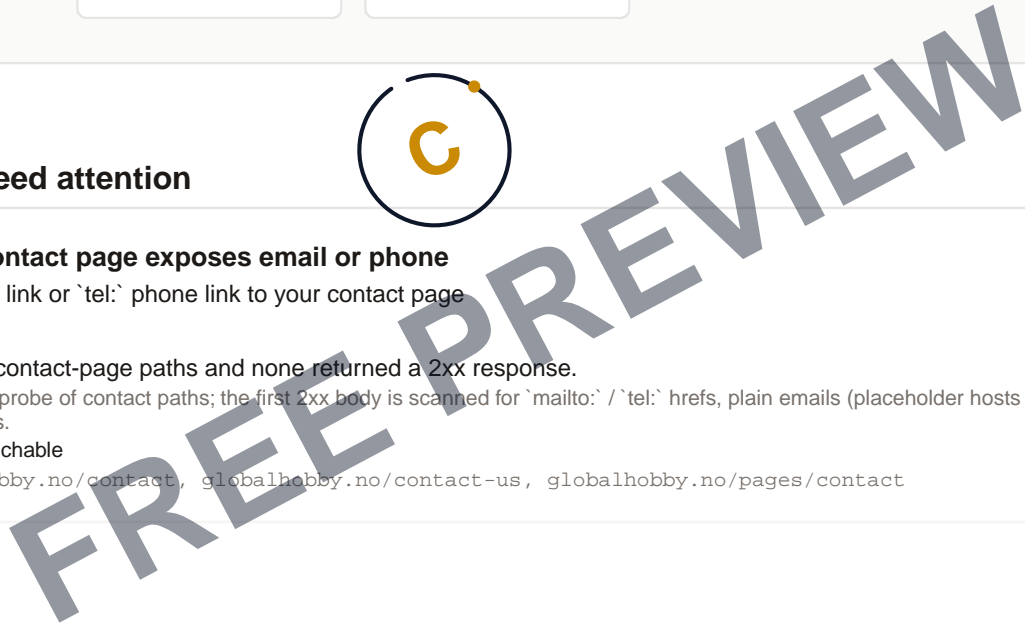 C
eed attention
ontact page exposes email or phone
link or `tel:` phone link to your contact page
contact-page paths and none returned a 2xx response.
probe of contact paths; the first 2xx body is scanned for `mailto:` / `tel:` hrefs, plain emails (placeholder hosts
s.
chable
bby.no/contact, globalhobby.no/contact-us, globalhobby.no/pages/contact
FREE PREVIEW